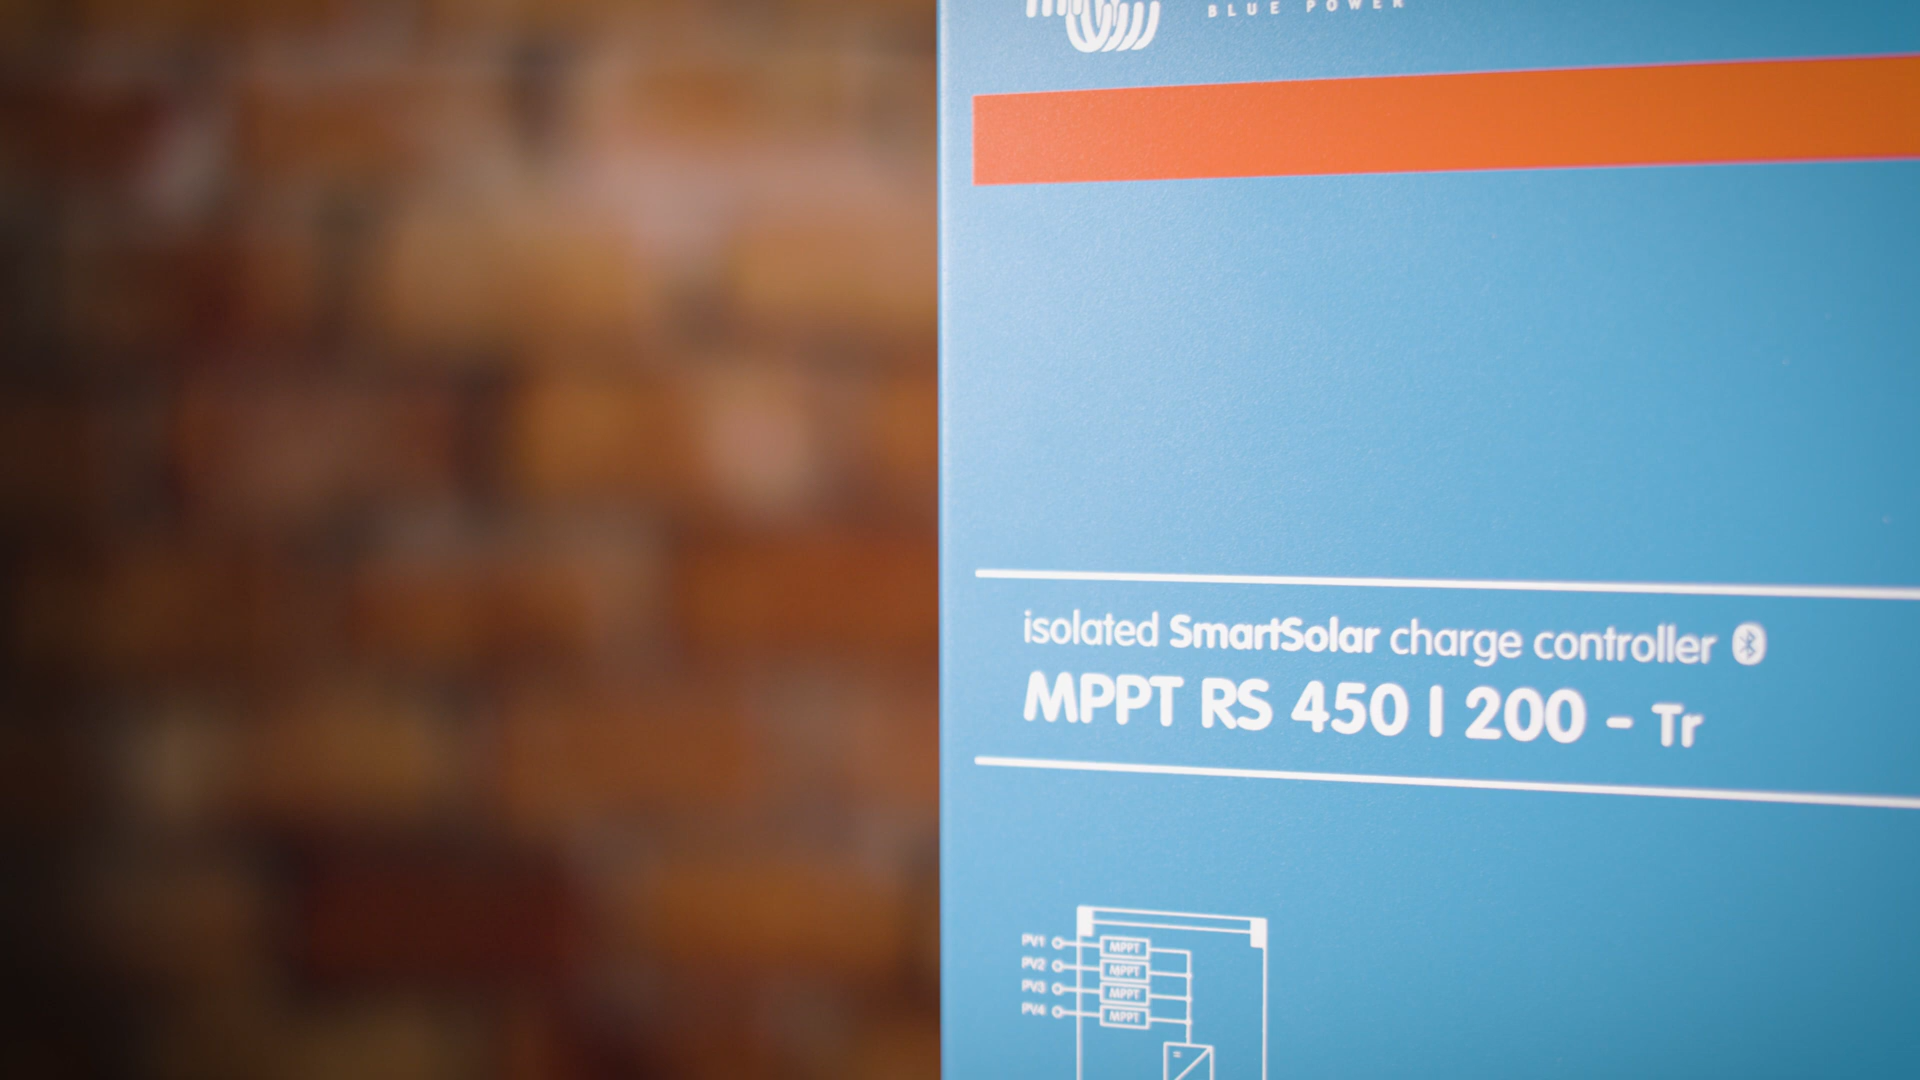 BLUE POWER
isolated SmartSolar charge controller
MPPT RS 450 | 200 - Tr
PV1 MPPT
PV2 MPPT
PV3 MPPT
PV4 MPPT